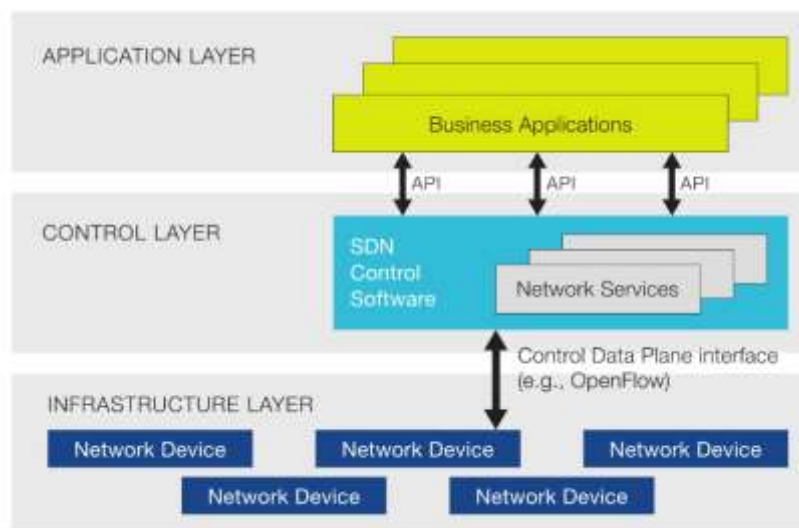 APPLICATION LAYER
Business Applications
API
API
API
CONTROL LAYER
SDN
Control
Software
Network Services
Control Data Plane interface
(e.g., OpenFlow)
INFRASTRUCTURE LAYER
Network Device
Network Device
Network Device
Network Device
Network Device